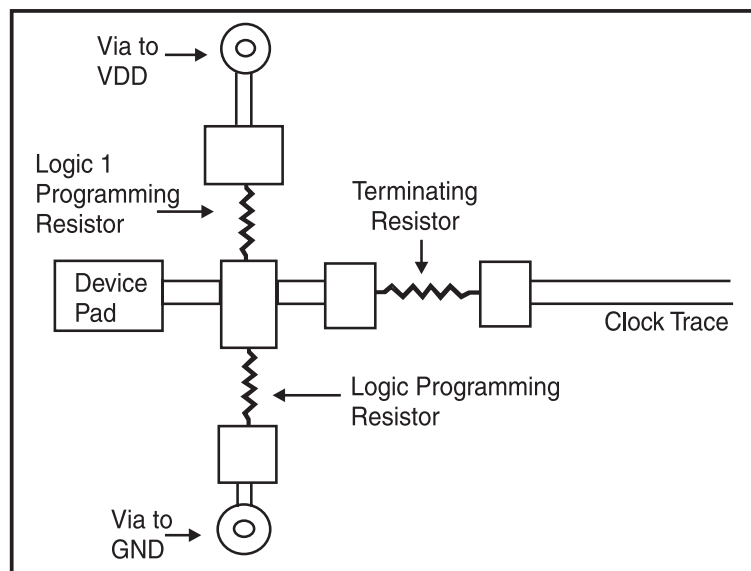 Via to
VDD
Logic 1
Programming
Resistor
Terminating
Resistor
Device
Pad
Clock Trace
Logic Programming
Resistor
Via to
GND